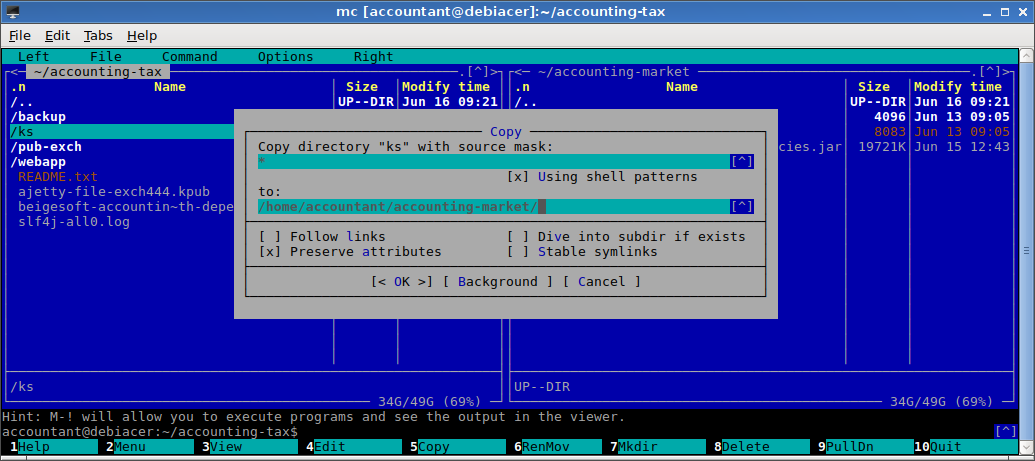 mc [accountant@debiacer]:~/accounting-tax
File Edit Tabs Help
Left File Command Options Right
<─ ~/accounting-tax .[^]> <─ ~/accounting-market .[^]>
.n Name Size Modify time .n Name Size Modify time
/.. UP--DIR Jun 16 09:21 /.. UP--DIR Jun 16 09:21
/backup 4096 Jun 13 09:05
/ks 8083 Jun 13 09:05
/pub-exch cies.jar 19721K Jun 15 12:43
/webapp
README.txt
ajetty-file-exch444.kpub
beigesoft-accountin~th-depe
slf4j-all0.log
Copy
Copy directory "ks" with source mask:
* [^]
[x] Using shell patterns
to:
/home/accountant/accounting-market/ [^]
[ ] Follow links [ ] Dive into subdir if exists
[x] Preserve attributes [ ] Stable symlinks
[< OK >] [ Background ] [ Cancel ]
/ks UP--DIR
34G/49G (69%) 34G/49G (69%)
Hint: M-! will allow you to execute programs and see the output in the viewer.
accountant@debiacer:~/accounting-tax$ [^]
1Help 2Menu 3View 4Edit 5Copy 6RenMov 7Mkdir 8Delete 9PullDn 10Quit